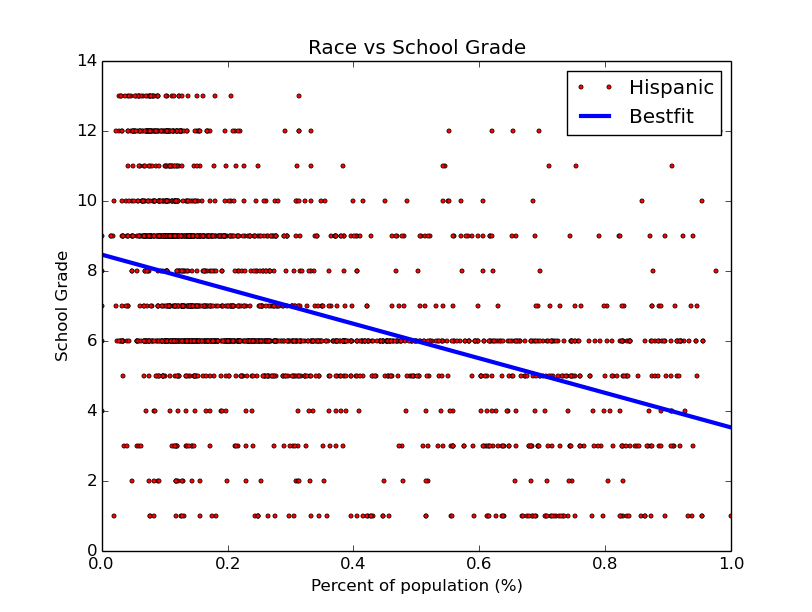 Race vs School Grade
Hispanic
Bestfit
School Grade
14
12
10
8
6
4
2
0
0.0 0.2 0.4 0.6 0.8 1.0
Percent of population (%)